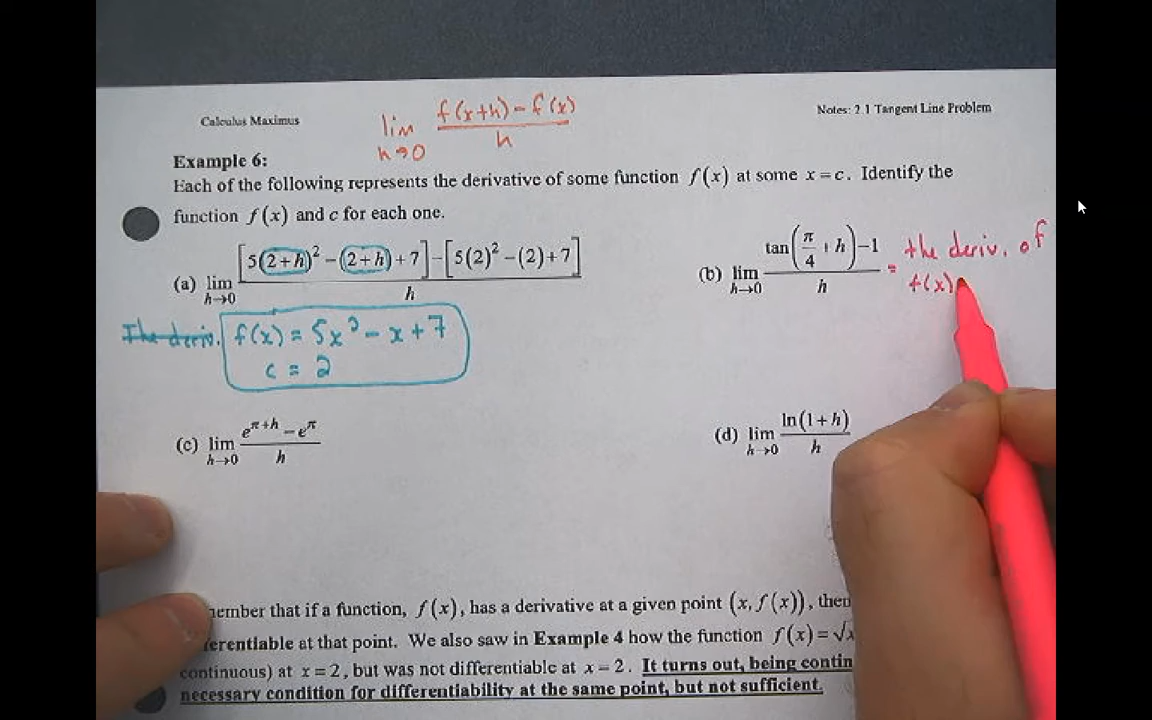 Calculus Maximus
Notes: 2.1 Tangent Line Problem
lim h→0 f(x+h) - f(x) / h
Example 6:
Each of the following represents the derivative of some function f(x) at some x = c. Identify the
function f(x) and c for each one.
(a) lim h→0 [5(2+h)² - (2+h) + 7] - [5(2)² - (2) + 7] / h
The deriv. f(x) = 5x² - x + 7
c = 2
(b) lim h→0 tan(π/4 + h) - 1 / h = the deriv. of
f(x)
(c) lim h→0 e^(π+h) - e^π / h
(d) lim h→0 ln(1+h) / h
member that if a function, f(x), has a derivative at a given point (x, f(x)), then
ferentiable at that point. We also saw in Example 4 how the function f(x) = √x
continuous) at x = 2, but was not differentiable at x = 2. It turns out, being contin
necessary condition for differentiability at the same point, but not sufficient.